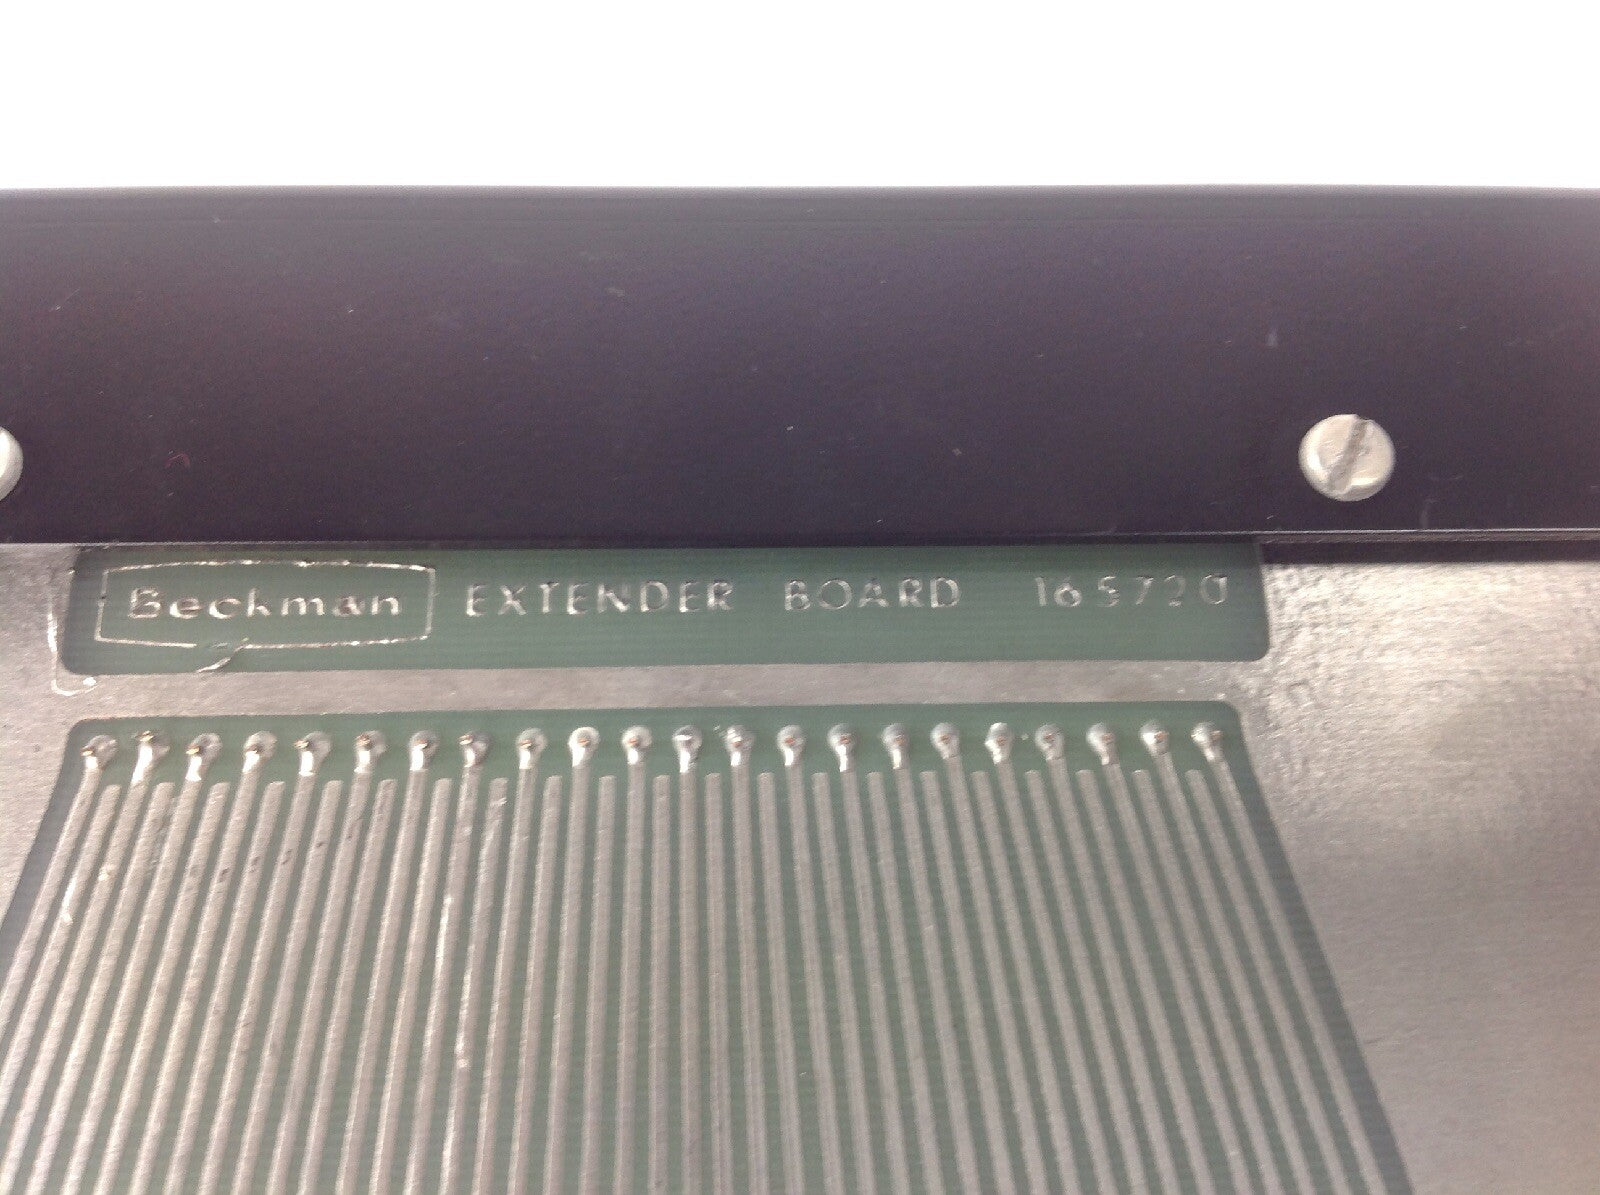 Beckman EXTENDER BOARD 165720